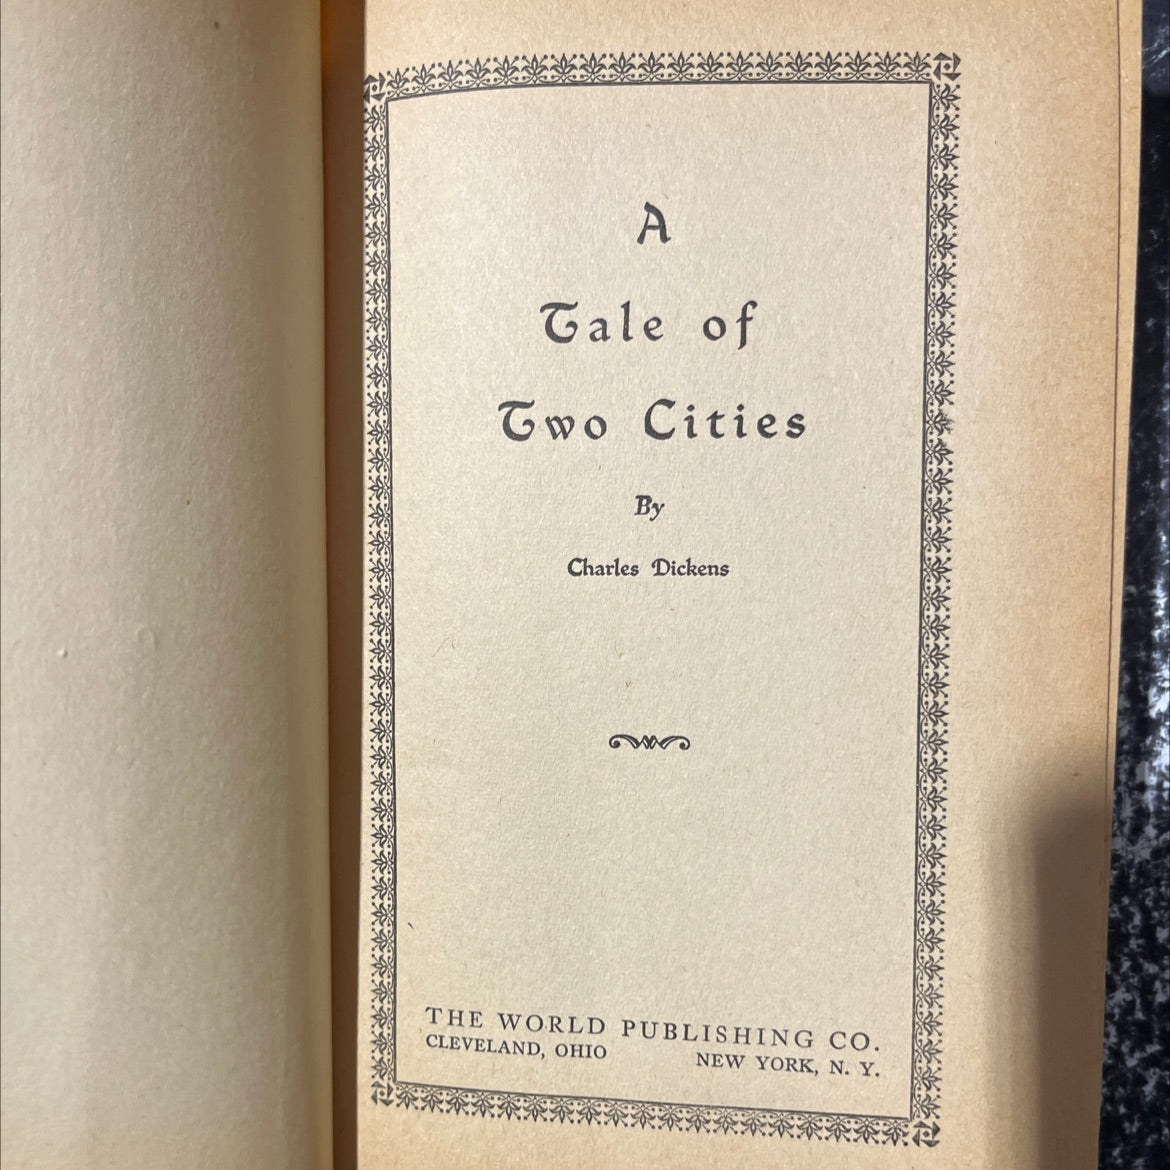 A
Tale of
Two Cities
By
Charles Dickens
THE WORLD PUBLISHING CO.
CLEVELAND, OHIO NEW YORK, N. Y.